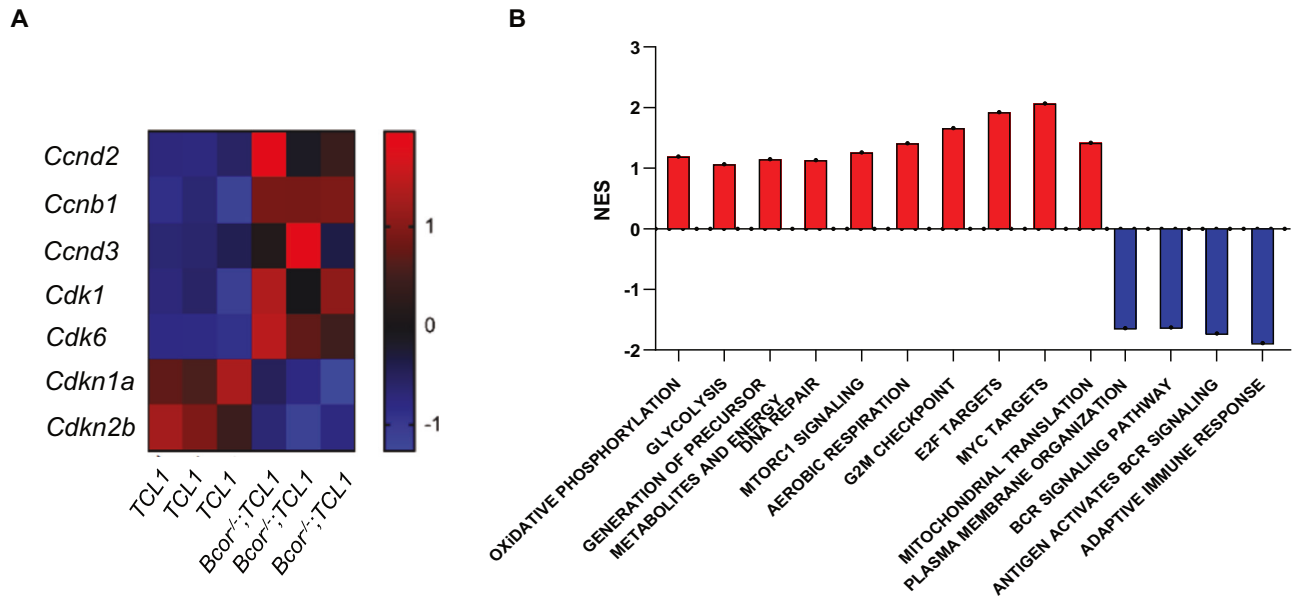 A
Ccnd2
Ccnb1
Ccnd3
Cdk1
Cdk6
Cdkn1a
Cdkn2b
1
0
-1
TCL1
TCL1
TCL1
Bcor-/-;TCL1
Bcor-/-;TCL1
Bcor-/-;TCL1
B
NES
3
2
1
0
-1
-2
OXiDATIVE PHOSPHORYLATION
GLYCOLYSIS
GENERATION OF PRECURSOR
METABOLITES AND ENERGY
DNA REPAIR
MTORC1 SIGNALING
AEROBIC RESPIRATION
G2M CHECKPOINT
E2F TARGETS
MYC TARGETS
MITOCHONDRIAL TRANSLATION
PLASMA MEMBRANE ORGANIZATION
BCR SIGNALING PATHWAY
ANTIGEN ACTIVATES BCR SIGNALING
ADAPTIVE IMMUNE RESPONSE